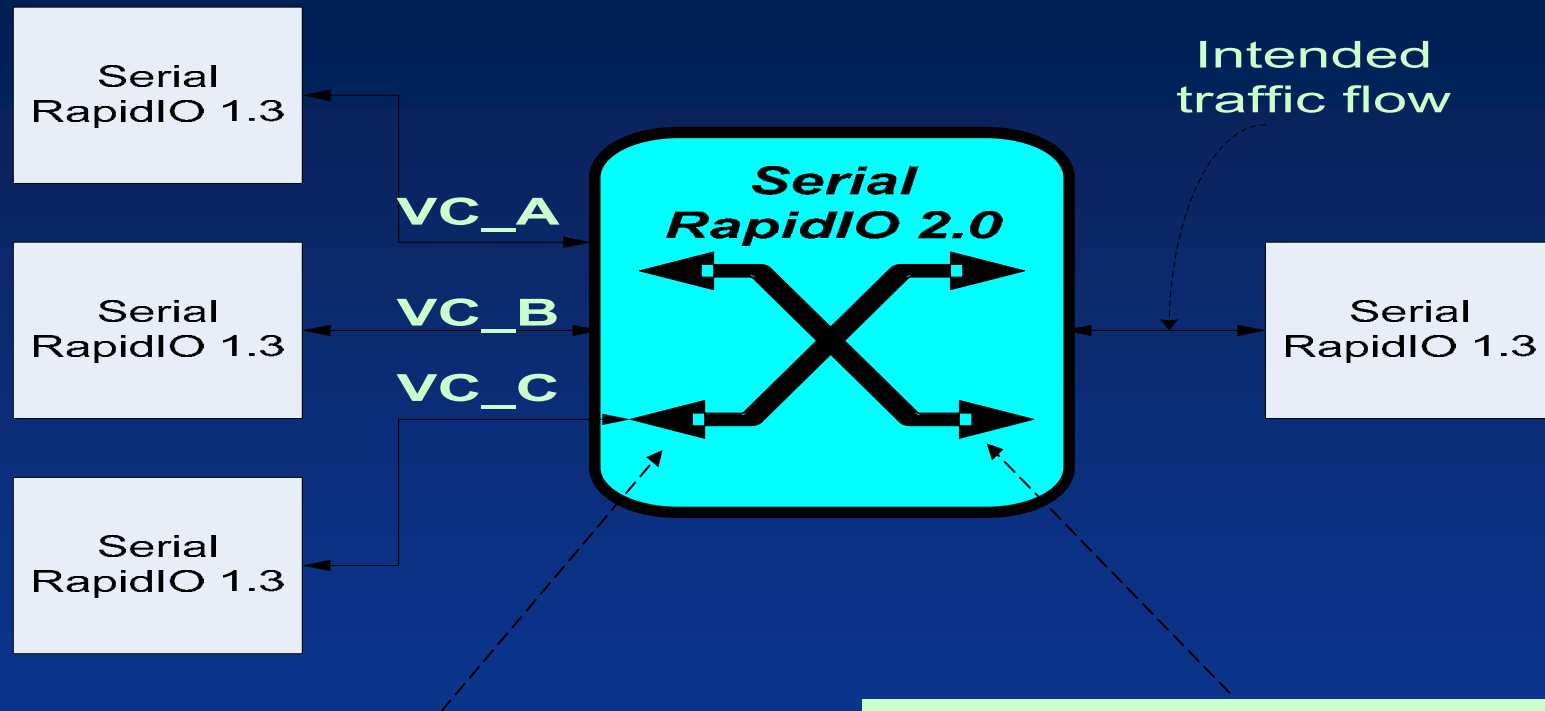 Serial
RapidIO 1.3
Intended
traffic flow
Serial
RapidIO 2.0
VC_A
Serial
RapidIO 1.3
VC_B
Serial
RapidIO 1.3
VC_C
Serial
RapidIO 1.3